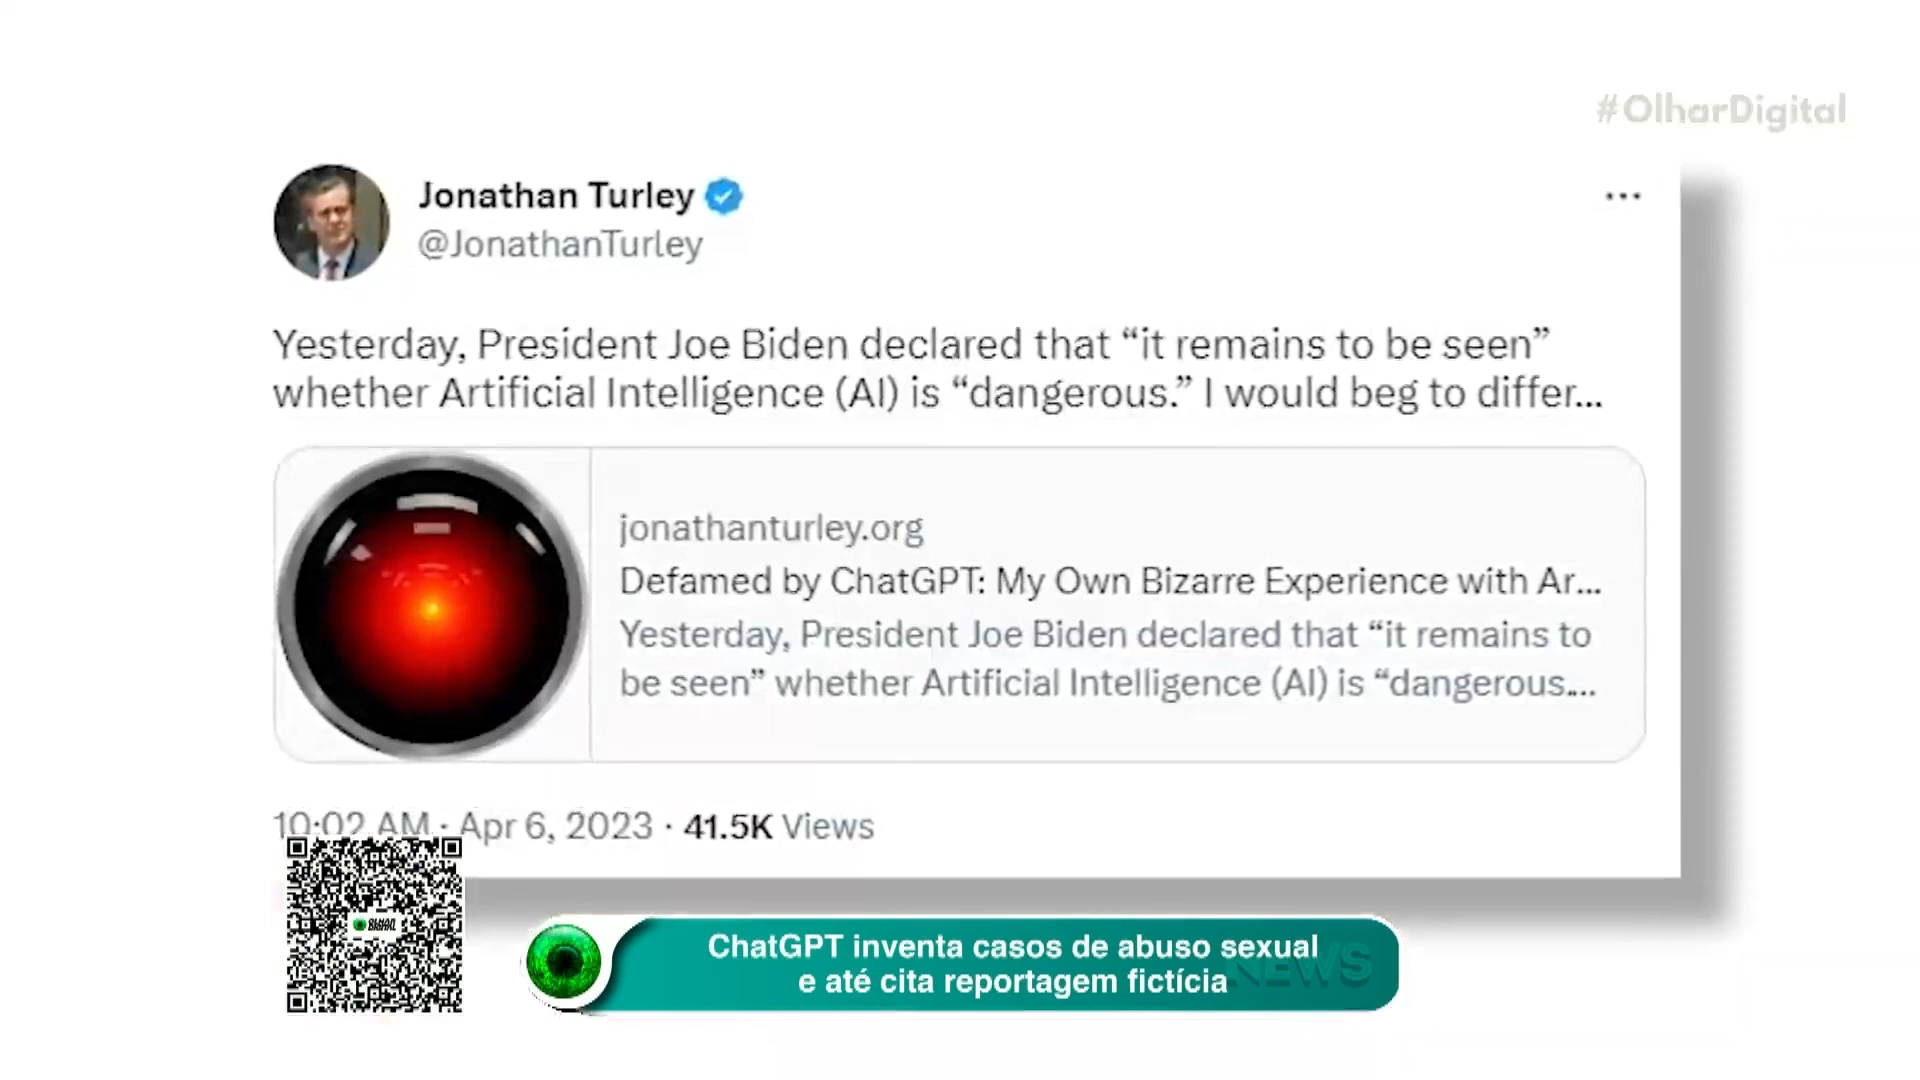 #OlharDigital
Jonathan Turley
@JonathanTurley
Yesterday, President Joe Biden declared that “it remains to be seen”
whether Artificial Intelligence (AI) is “dangerous.” I would beg to differ...
jonathanturley.org
Defamed by ChatGPT: My Own Bizarre Experience with Ar...
Yesterday, President Joe Biden declared that “it remains to
be seen” whether Artificial Intelligence (AI) is “dangerous....
10:02 AM · Apr 6, 2023 · 41.5K Views
ChatGPT inventa casos de abuso sexual
e até cita reportagem fictícia
NEWS